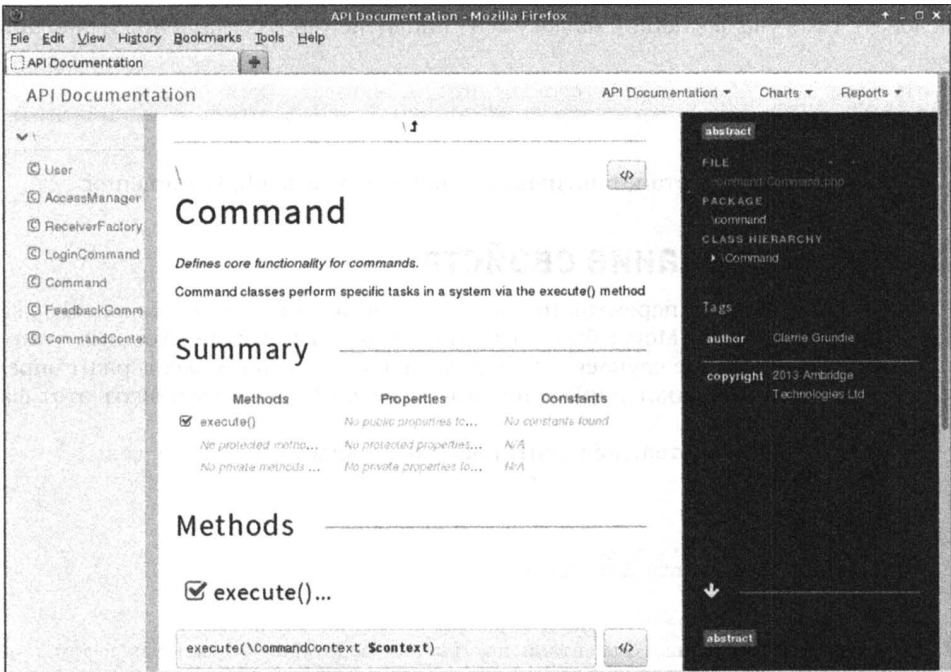 API Documentation - Mozilla Firefox
File Edit View History Bookmarks Tools Help
API Documentation
API Documentation
API Documentation Charts Reports
\
User
AccessManager
ReceiverFactory
LoginCommand
Command
FeedbackComm
CommandConte
\
\
</>
Command
Defines core functionality for commands.
Command classes perform specific tasks in a system via the execute() method
Summary
Methods Properties Constants
execute() No public properties fo... No constants found
No protected metho... No protected properties... N/A
No private methods ... No private properties fo... N/A
Methods
execute()...
execute(\CommandContext $context)
</>
abstract
FILE
command/Command.php
PACKAGE
\command
CLASS HIERARCHY
\Command
Tags
author Clarrie Grundie
copyright 2013 Ambridge
Technologies Ltd
abstract